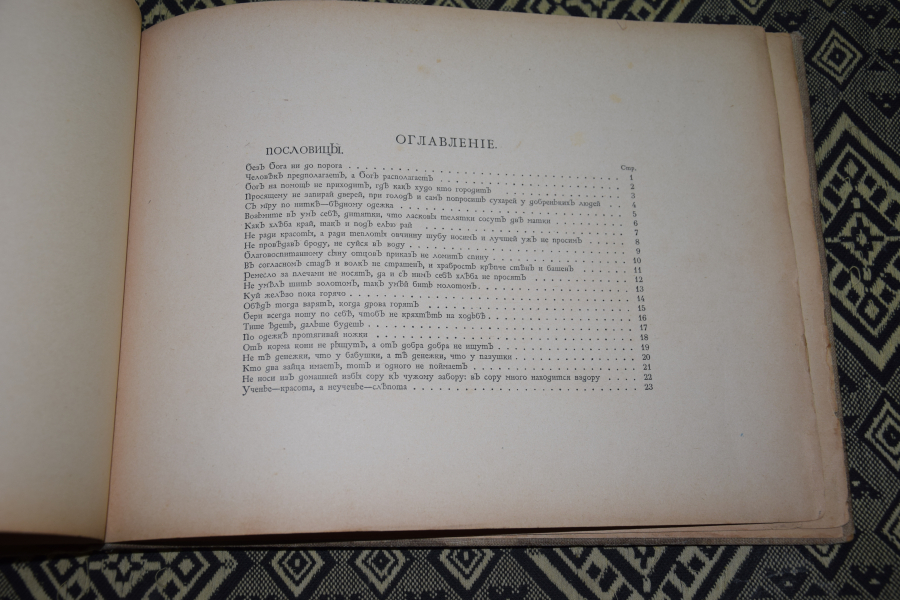 ОГЛАВЛЕНІЕ.
ПОСЛОВИЦЫ.
Стр.
Безъ Бога ни до порога . . . 1
Человѣкъ предполагаетъ, а Богъ располагаетъ . . . 2
Богъ на помощь не приходитъ, гдѣ какъ худо кто городитъ . . . 3
Просящему не запирай дверей, при голодѣ и самъ попросишь сухарей у добрѣйшихъ людей . . . 4
Съ міру по ниткѣ—бѣдному одежка . . . 5
Возьмите въ умъ себѣ, дитятки, что ласковы телятки сосутъ двѣ матки . . . 6
Какъ хлѣба край, такъ и подъ елью рай . . . 7
Не ради красоты, а ради теплоты овчинну шубу носимъ и лучшей ужъ не просимъ . . . 8
Не провѣдавъ броду, не суйся въ воду . . . 9
Благовоспитанному сыну отцовъ приказъ не ломитъ спину . . . 10
Въ согласномъ стадѣ и волкъ не страшенъ, и храбрость крѣпче стѣнъ и башенъ . . . 11
Ремесло за плечами не носятъ, да и съ нимъ себѣ хлѣба не просятъ . . . 12
Не умѣлъ шить золотомъ, такъ умѣй бить молотомъ . . . 13
Куй желѣзо пока горячо . . . 14
Обѣдъ тогда варятъ, когда дрова горятъ . . . 15
Бери всегда ношу по себѣ, чтобъ не кряхтѣть на ходьбѣ . . . 16
Тише ѣдешь, дальше будешь . . . 17
По одежкѣ протягивай ножки . . . 18
Отъ корма кони не рыщутъ, а отъ добра добра не ищутъ . . . 19
Не тѣ денежки, что у бабушки, а тѣ денежки, что у пазушки . . . 20
Кто два зайца имаетъ, тотъ и одного не поймаетъ . . . 21
Не носи изъ домашней избы сору къ чужому забору: въ сору много находится вздору . . . 22
Ученье—красота, а неученье—слѣпота . . . 23